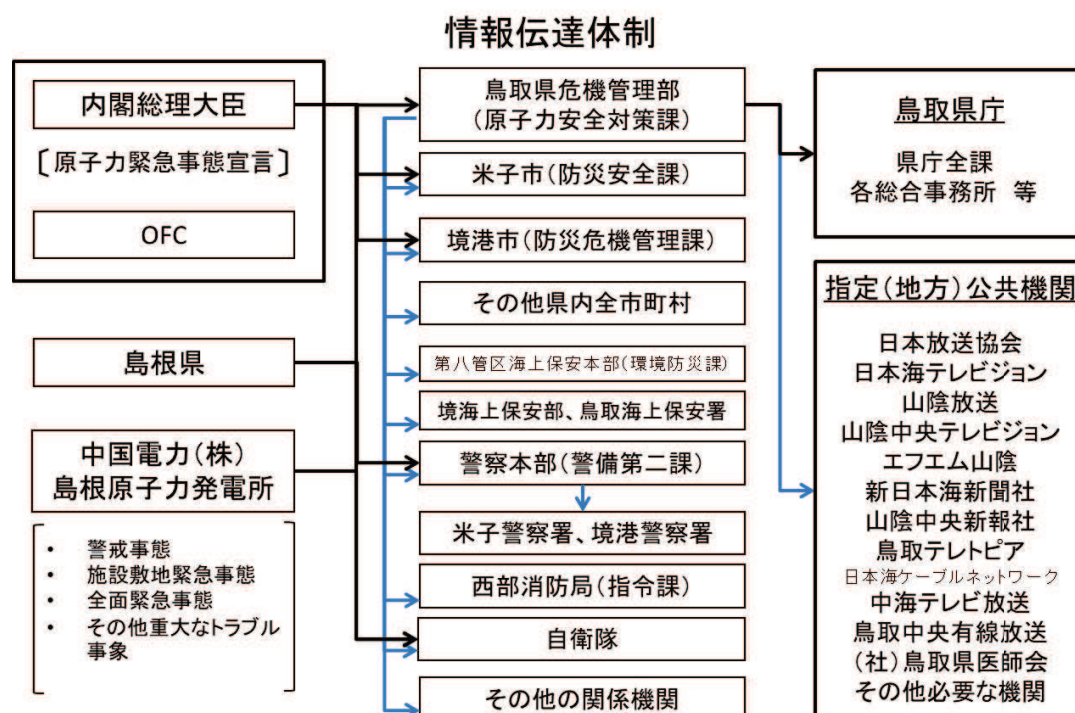 情報伝達体制
内閣総理大臣
〔原子力緊急事態宣言〕
OFC
島根県
中国電力(株)
島根原子力発電所
・ 警戒事態
・ 施設敷地緊急事態
・ 全面緊急事態
・ その他重大なトラブル
事象
鳥取県危機管理部
(原子力安全対策課)
米子市(防災安全課)
境港市(防災危機管理課)
その他県内全市町村
第八管区海上保安本部(環境防災課)
境海上保安部、鳥取海上保安署
警察本部(警備第二課)
米子警察署、境港警察署
西部消防局(指令課)
自衛隊
その他の関係機関
鳥取県庁
県庁全課
各総合事務所 等
指定(地方)公共機関
日本放送協会
日本海テレビジョン
山陰放送
山陰中央テレビジョン
エフエム山陰
新日本海新聞社
山陰中央新報社
鳥取テレトピア
日本海ケーブルネットワーク
中海テレビ放送
鳥取中央有線放送
(社)鳥取県医師会
その他必要な機関